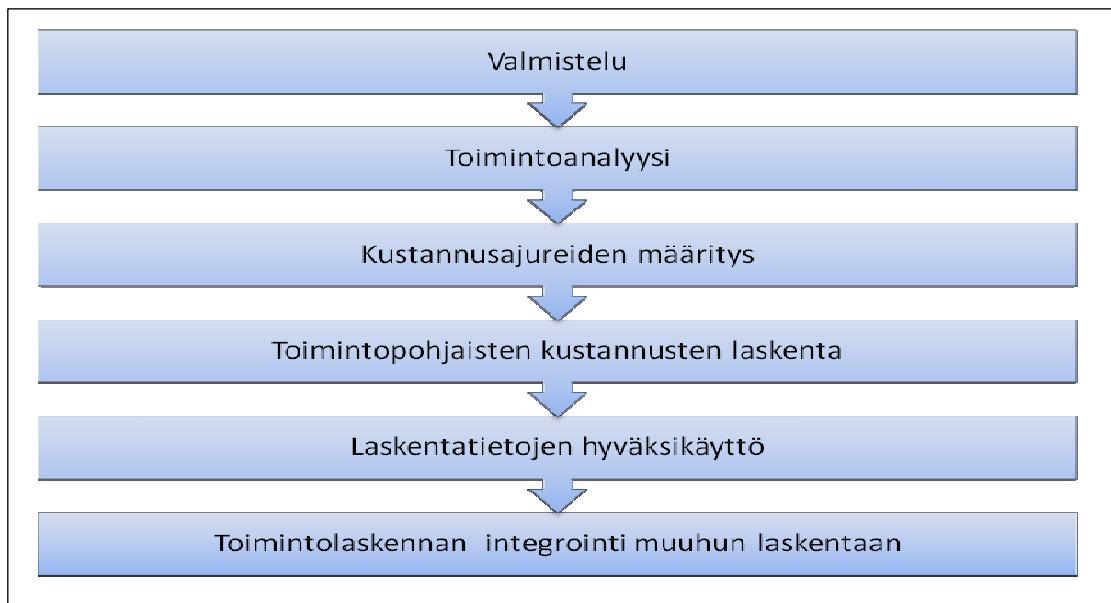 Valmistelu
Toimintoanalyysi
Kustannusajureiden määritys
Toimintopohjaisten kustannusten laskenta
Laskentatietojen hyväksikäyttö
Toimintolaskennan integrointi muuhun laskentaan